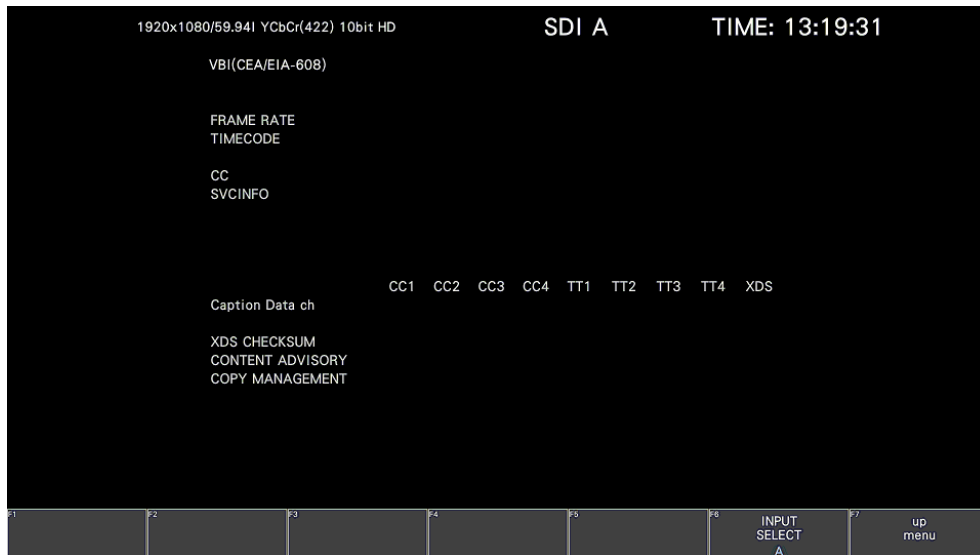 1920x1080/59.94I YCbCr(422) 10bit HD SDI A TIME: 13:19:31
VBI(CEA/EIA-608)
FRAME RATE
TIMECODE
CC
SVCINFO
CC1 CC2 CC3 CC4 TT1 TT2 TT3 TT4 XDS
Caption Data ch
XDS CHECKSUM
CONTENT ADVISORY
COPY MANAGEMENT
F1 F2 F3 F4 F5 F6 INPUT SELECT A F7 up menu